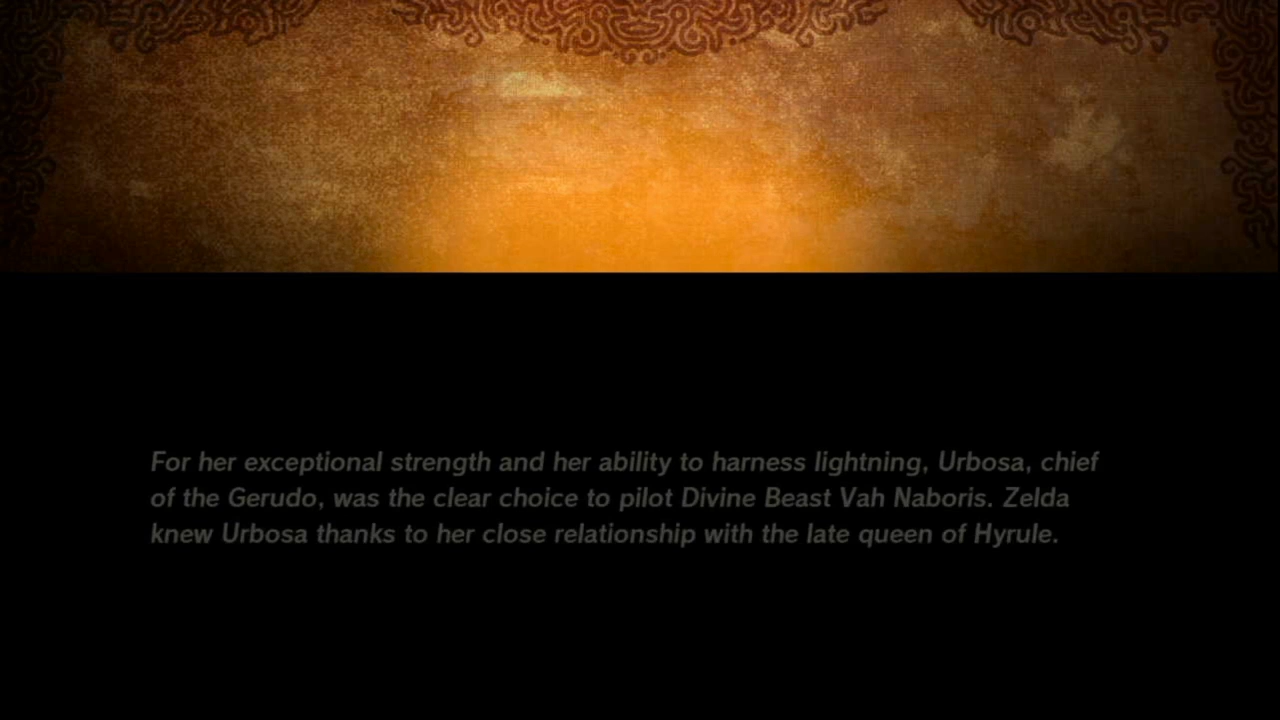 For her exceptional strength and her ability to harness lightning, Urbosa, chief
of the Gerudo, was the clear choice to pilot Divine Beast Vah Naboris. Zelda
knew Urbosa thanks to her close relationship with the late queen of Hyrule.